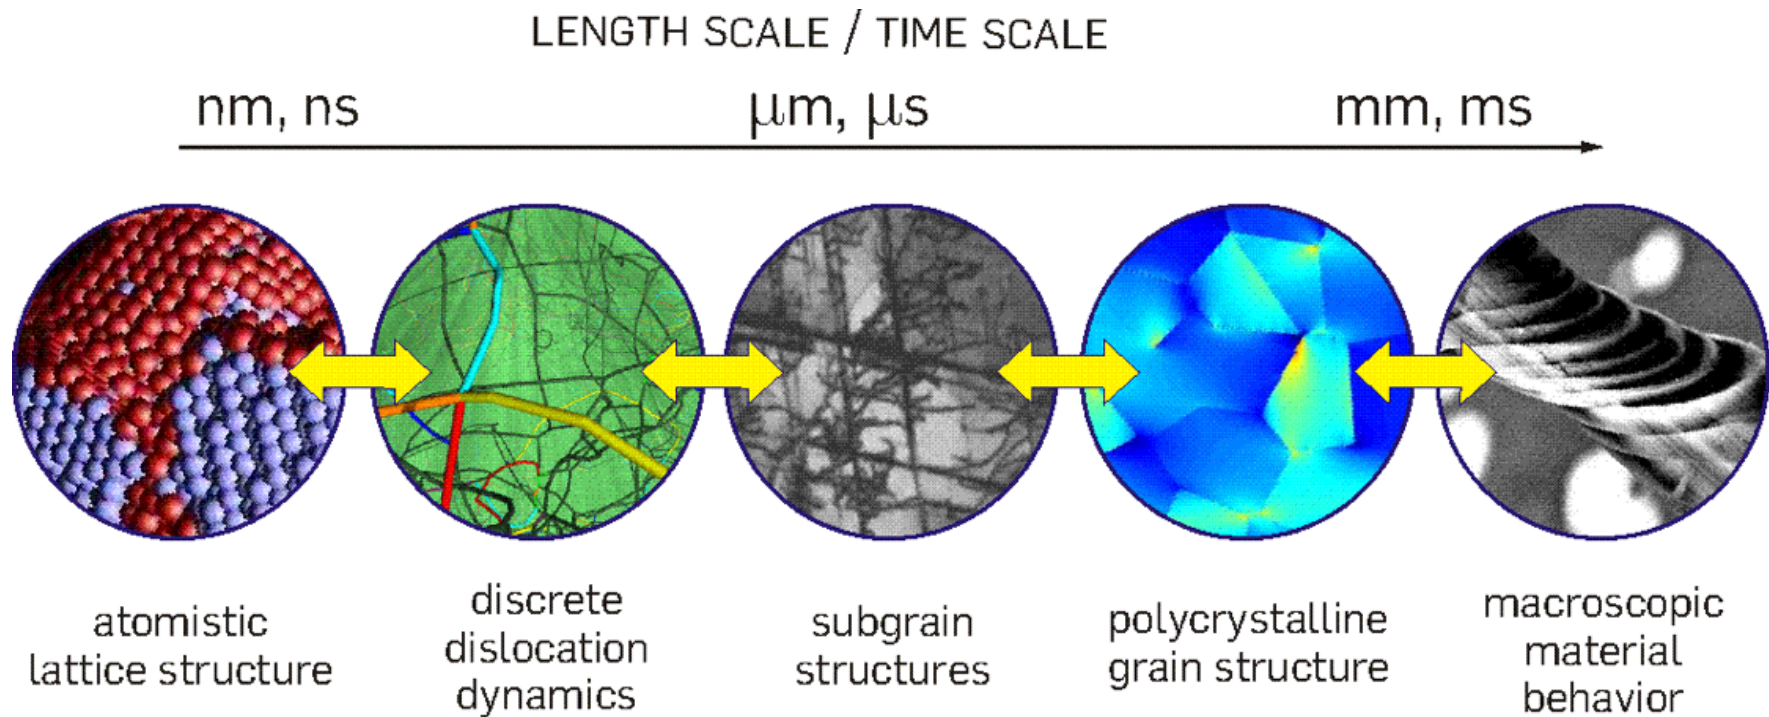 LENGTH SCALE / TIME SCALE
nm, ns
μm, μs
mm, ms
atomistic
lattice structure
discrete
dislocation
dynamics
subgrain
structures
polycrystalline
grain structure
macroscopic
material
behavior